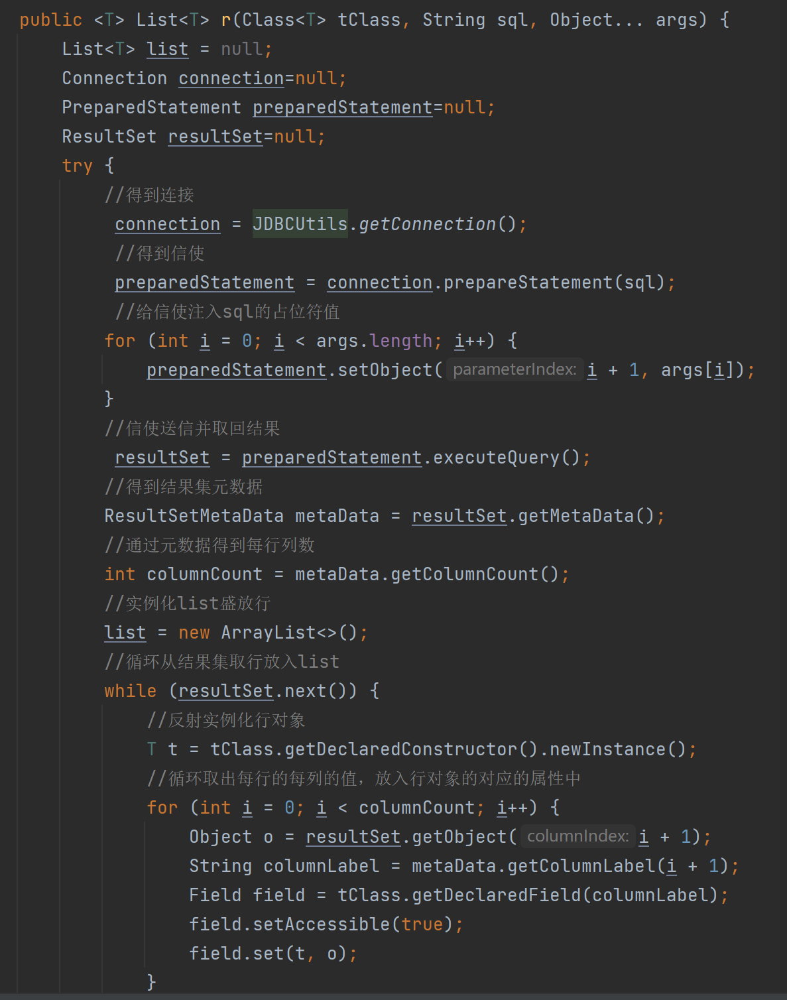 public <T> List<T> r(Class<T> tClass, String sql, Object... args) {
List<T> list = null;
Connection connection=null;
PreparedStatement preparedStatement=null;
ResultSet resultSet=null;
try {
//得到连接
connection = JDBCUtils.getConnection();
//得到信使
preparedStatement = connection.prepareStatement(sql);
//给信使注入sql的占位符值
for (int i = 0; i < args.length; i++) {
preparedStatement.setObject( parameterIndex: i + 1, args[i]);
}
//信使送信并取回结果
resultSet = preparedStatement.executeQuery();
//得到结果集元数据
ResultSetMetaData metaData = resultSet.getMetaData();
//通过元数据得到每行列数
int columnCount = metaData.getColumnCount();
//实例化list盛放行
list = new ArrayList<>();
//循环从结果集取行放入list
while (resultSet.next()) {
//反射实例化行对象
T t = tClass.getDeclaredConstructor().newInstance();
//循环取出每行的每列的值，放入行对象的对应的属性中
for (int i = 0; i < columnCount; i++) {
Object o = resultSet.getObject( columnIndex: i + 1);
String columnLabel = metaData.getColumnLabel(i + 1);
Field field = tClass.getDeclaredField(columnLabel);
field.setAccessible(true);
field.set(t, o);
}